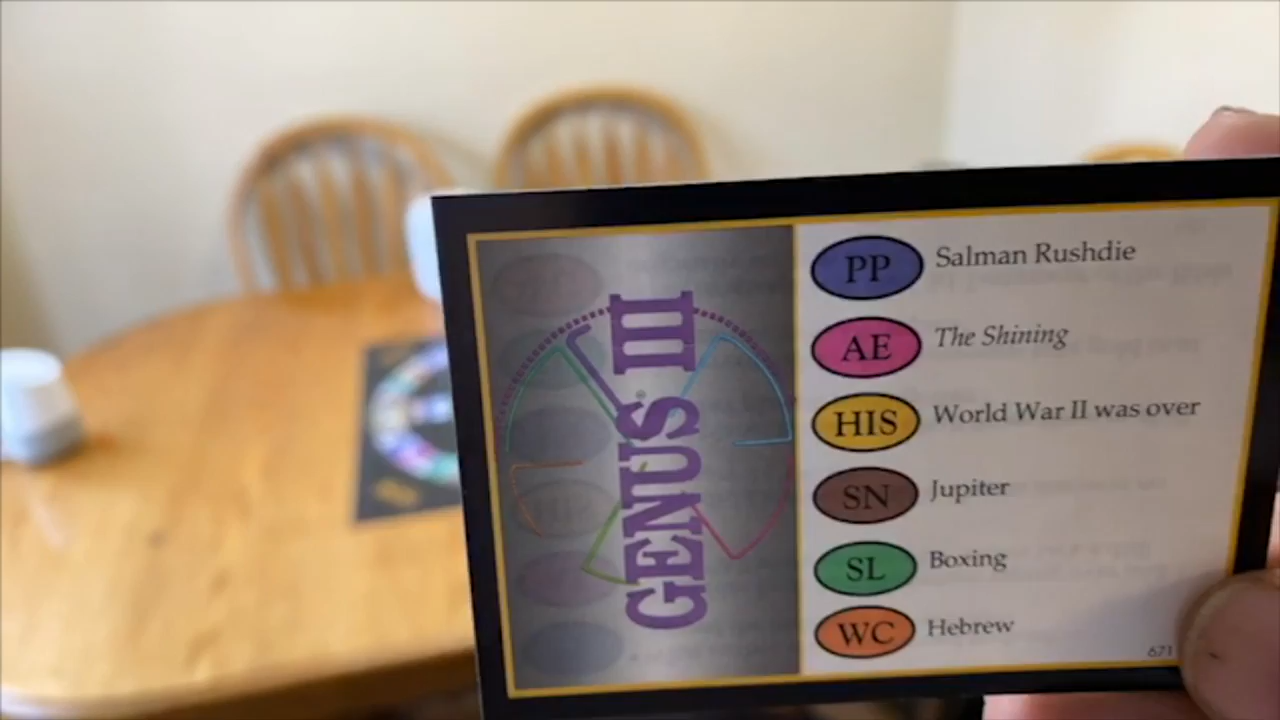 GENUS® III
PP Salman Rushdie
AE The Shining
HIS World War II was over
SN Jupiter
SL Boxing
WC Hebrew
671